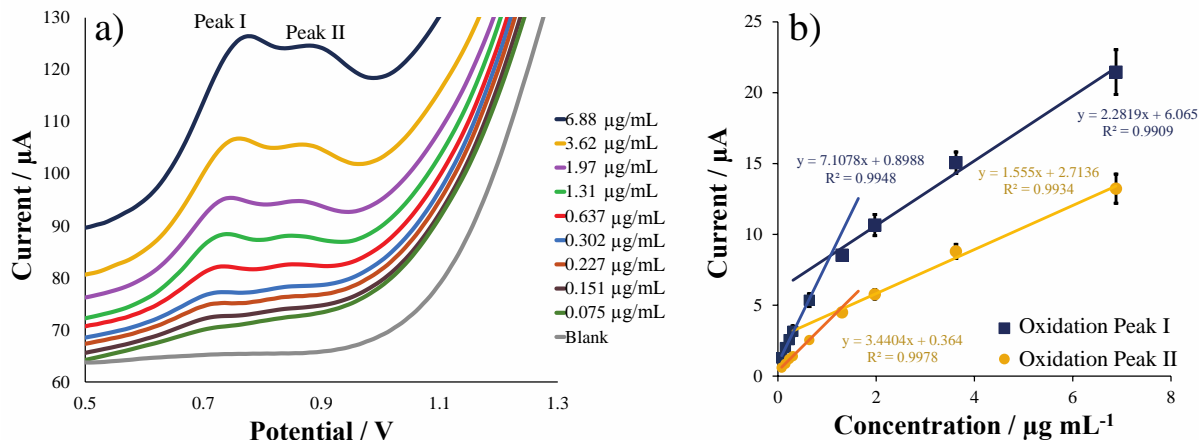 a)
Peak I
Peak II
130
120
110
100
90
80
70
60
0.5
0.7
0.9
1.1
1.3
Current / µA
Potential / V
6.88 µg/mL
3.62 µg/mL
1.97 µg/mL
1.31 µg/mL
0.637 µg/mL
0.302 µg/mL
0.227 µg/mL
0.151 µg/mL
0.075 µg/mL
Blank
b)
25
20
15
10
5
0
0
2
4
6
8
Current / µA
Concentration / µg mL⁻¹
y = 2.2819x + 6.065
R² = 0.9909
y = 7.1078x + 0.8988
R² = 0.9948
y = 1.555x + 2.7136
R² = 0.9934
y = 3.4404x + 0.364
R² = 0.9978
Oxidation Peak I
Oxidation Peak II